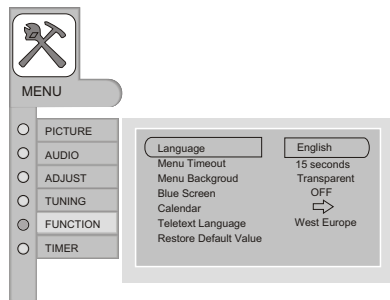 MENU
PICTURE
AUDIO
ADJUST
TUNING
FUNCTION
TIMER
Language English
Menu Timeout 15 seconds
Menu Backgroud Transparent
Blue Screen OFF
Calendar
Teletext Language West Europe
Restore Default Value